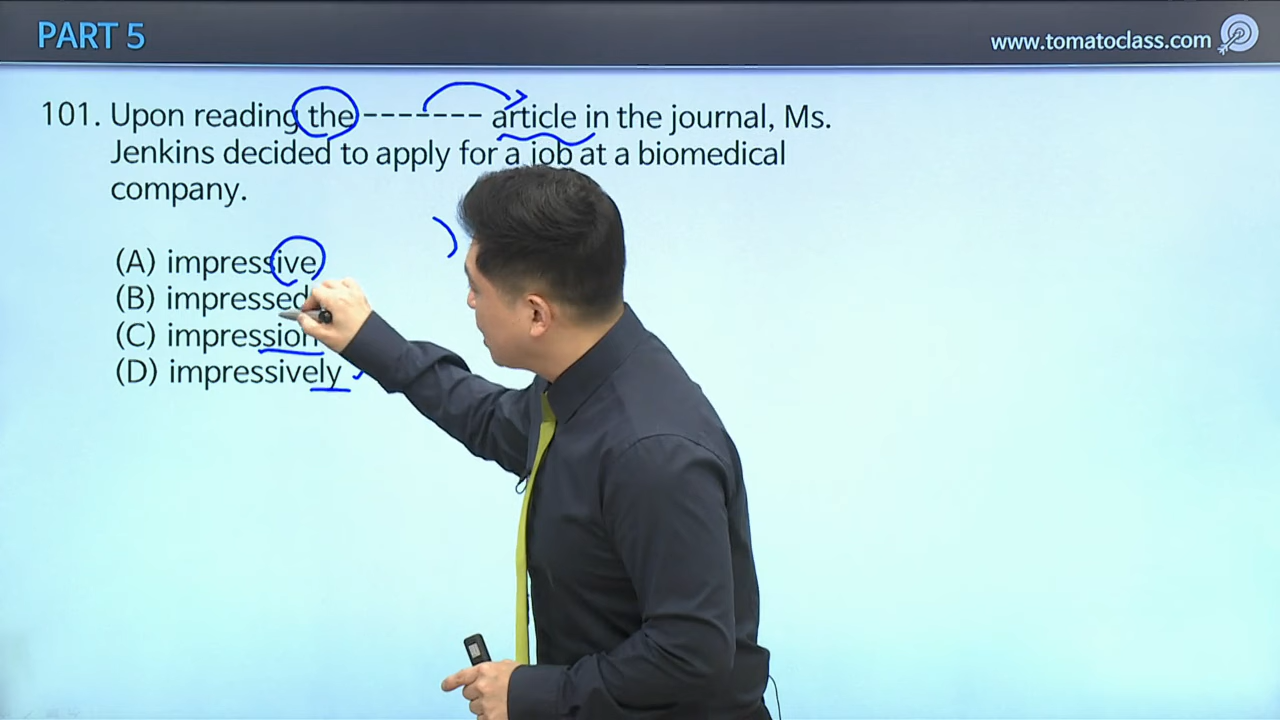 PART 5
www.tomatoclass.com
101. Upon reading the -------- article in the journal, Ms.
Jenkins decided to apply for a job at a biomedical
company.
(A) impressive
(B) impressed
(C) impression
(D) impressively